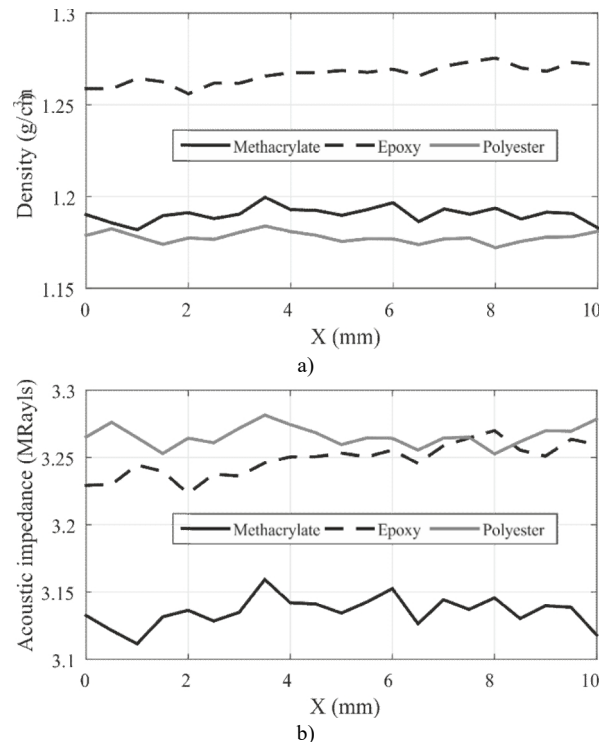 1.3
1.25
1.2
1.15
Density (g/cm3)
Methacrylate Epoxy Polyester
0 2 4 6 8 10
X (mm)
a)
3.3
3.25
3.2
3.15
3.1
Acoustic impedance (MRayls)
Methacrylate Epoxy Polyester
0 2 4 6 8 10
X (mm)
b)